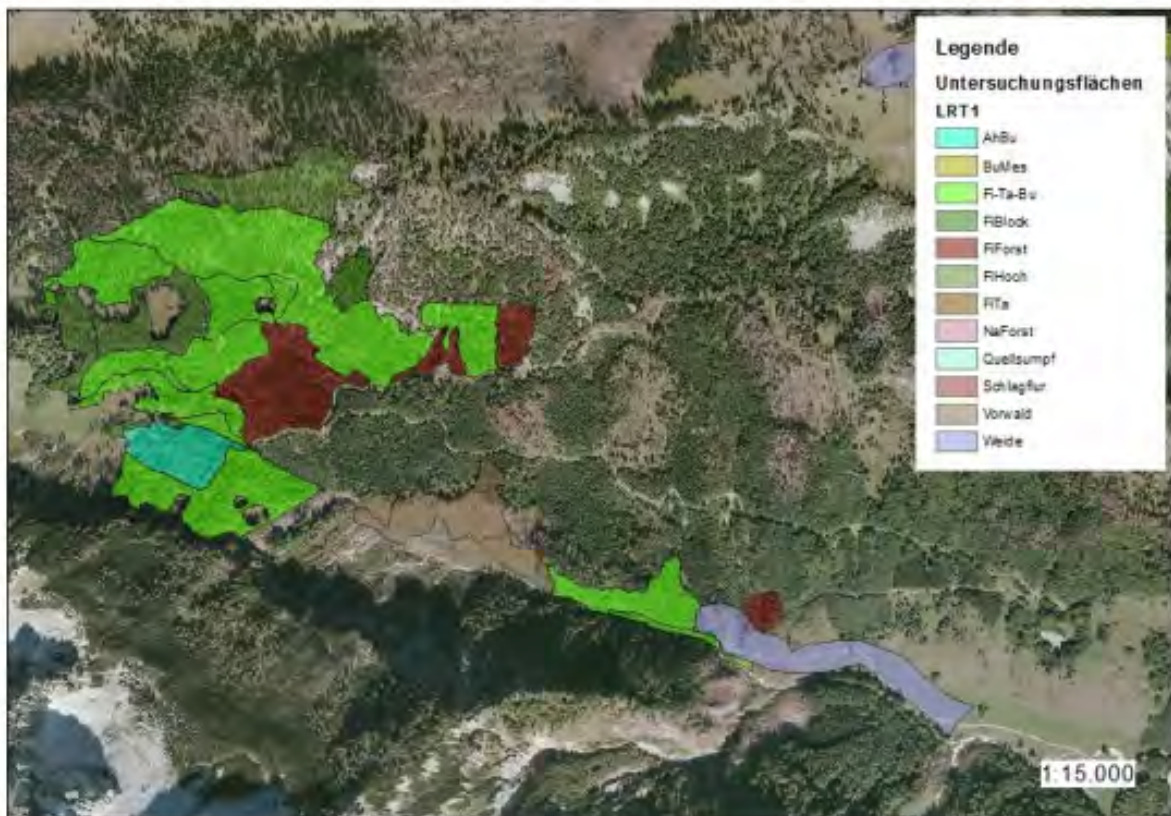 Legende
Untersuchungsflächen
LRT1
AhBu
BuMes
Fi-Ta-Bu
FiBlock
FiForst
FiHoch
FiTa
NaForst
Quellsumpf
Schlagflur
Vorwald
Weide
1:15.000